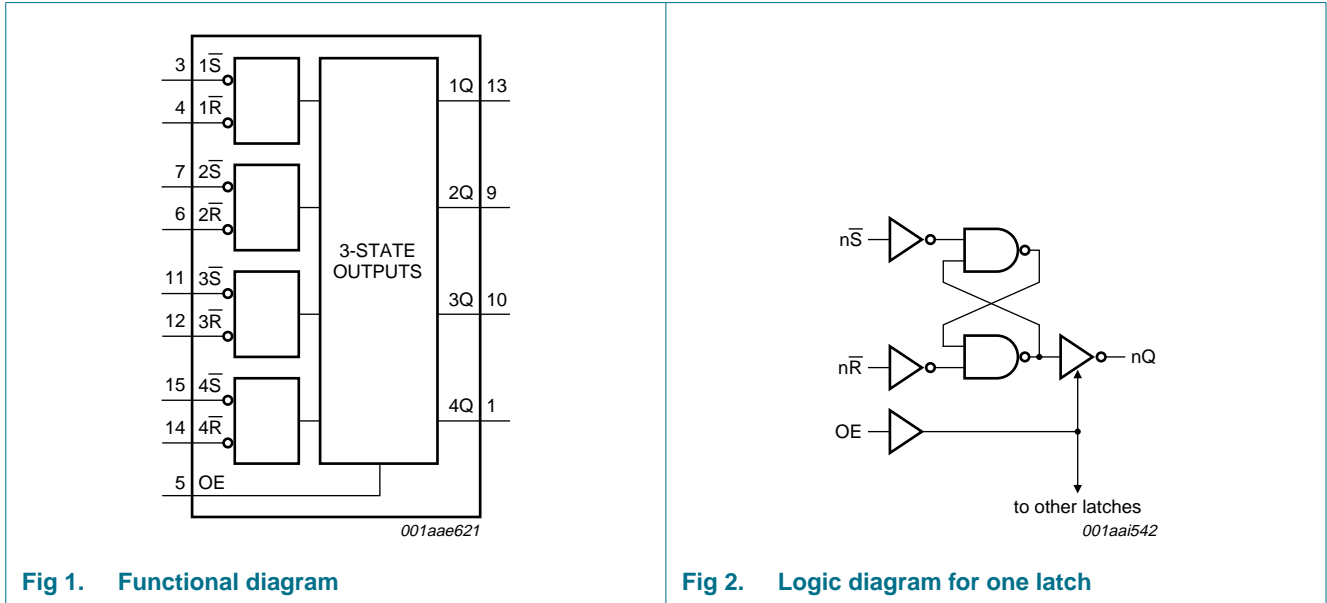 3 1S̅
4 1R̅
1Q 13
7 2S̅
6 2R̅
2Q 9
3-STATE
OUTPUTS
11 3S̅
12 3R̅
3Q 10
15 4S̅
14 4R̅
4Q 1
5 OE
001aae621
Fig 1. Functional diagram
nS̅
nR̅
nQ
OE
to other latches
001aai542
Fig 2. Logic diagram for one latch